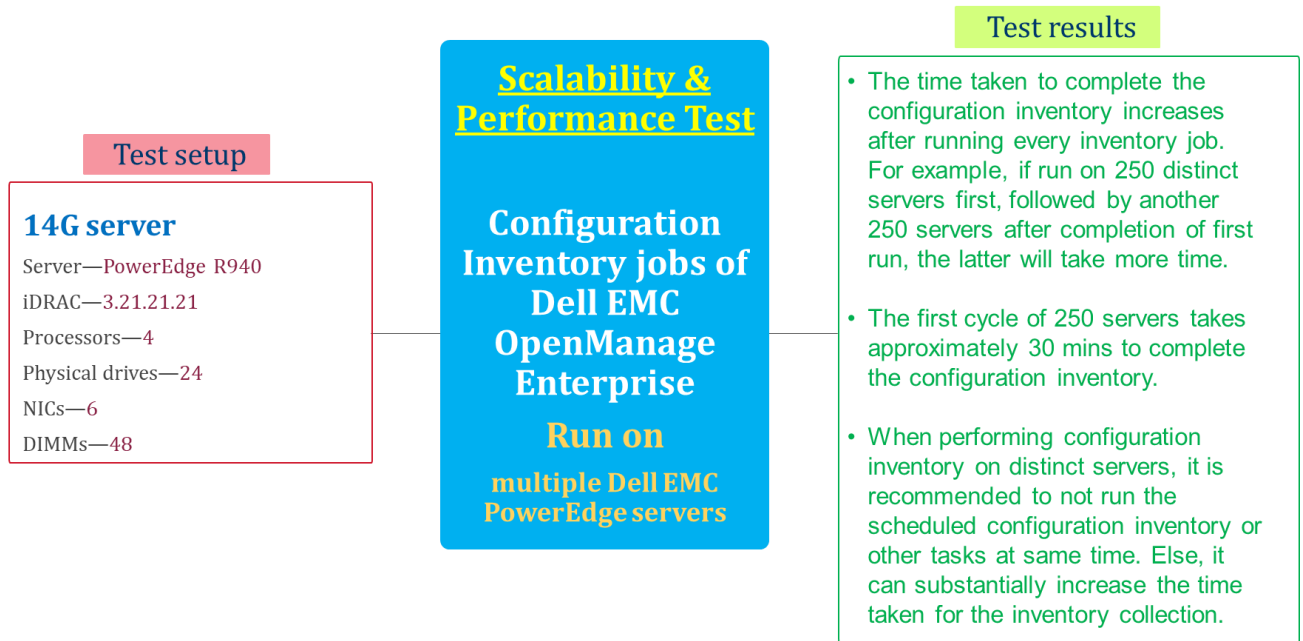 Test setup
14G server
Server—PowerEdge R940
iDRAC—3.21.21.21
Processors—4
Physical drives—24
NICs—6
DIMMs—48
Scalability &
Performance Test
Configuration
Inventory jobs of
Dell EMC
OpenManage
Enterprise
Run on
multiple Dell EMC
PowerEdge servers
Test results
• The time taken to complete the
configuration inventory increases
after running every inventory job.
For example, if run on 250 distinct
servers first, followed by another
250 servers after completion of first
run, the latter will take more time.
• The first cycle of 250 servers takes
approximately 30 mins to complete
the configuration inventory.
• When performing configuration
inventory on distinct servers, it is
recommended to not run the
scheduled configuration inventory or
other tasks at same time. Else, it
can substantially increase the time
taken for the inventory collection.